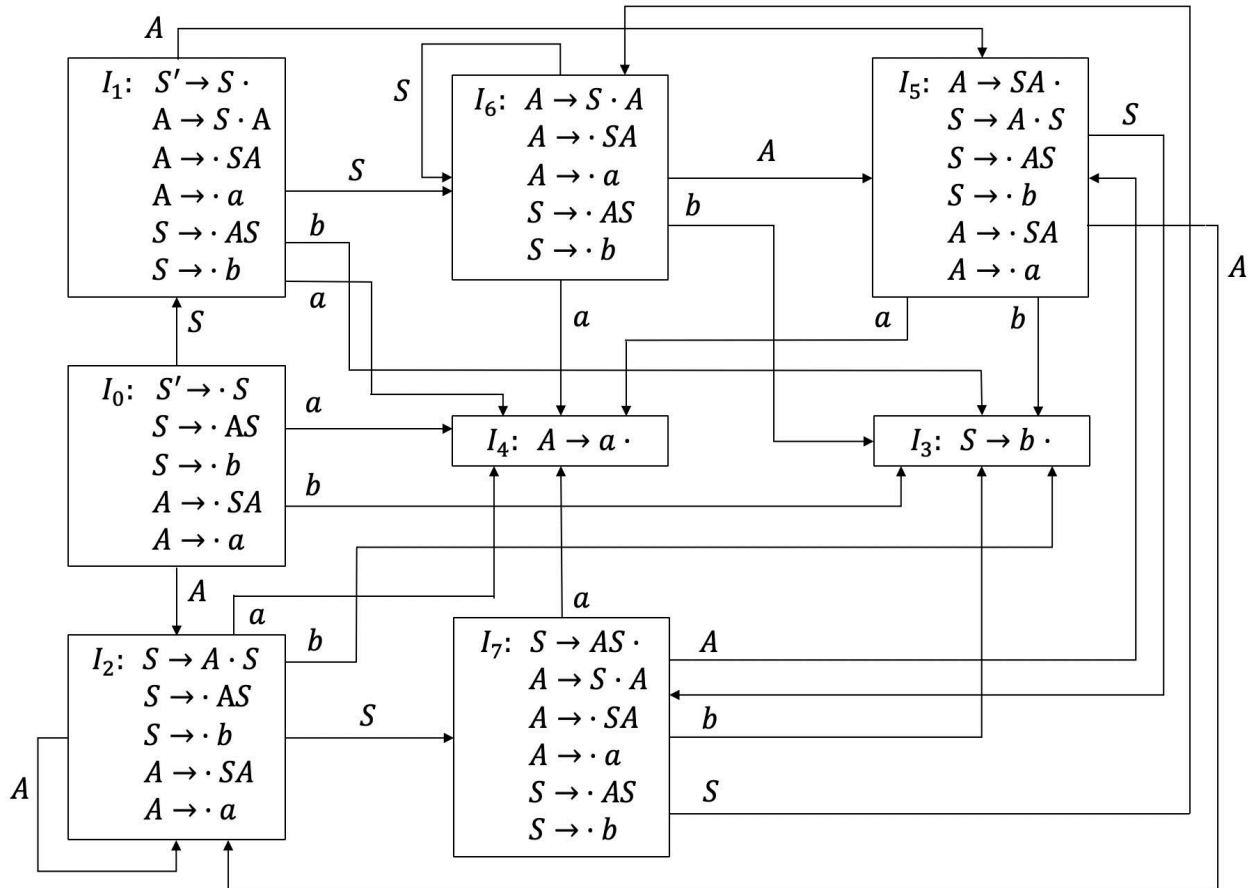 A
I₁: S′ → S ·
A → S · A
A → · SA
A → · a
S → · AS
S → · b
S
b
a
S
I₆: A → S · A
A → · SA
A → · a
S → · AS
S → · b
S
A
b
a
I₅: A → SA ·
S → A · S
S → · AS
S → · b
A → · SA
A → · a
S
A
a
b
I₀: S′ → · S
S → · AS
S → · b
A → · SA
A → · a
a
b
A
I₄: A → a ·
I₃: S → b ·
I₂: S → A · S
S → · AS
S → · b
A → · SA
A → · a
a
b
S
A
I₇: S → AS ·
A → S · A
A → · SA
A → · a
S → · AS
S → · b
a
A
b
S